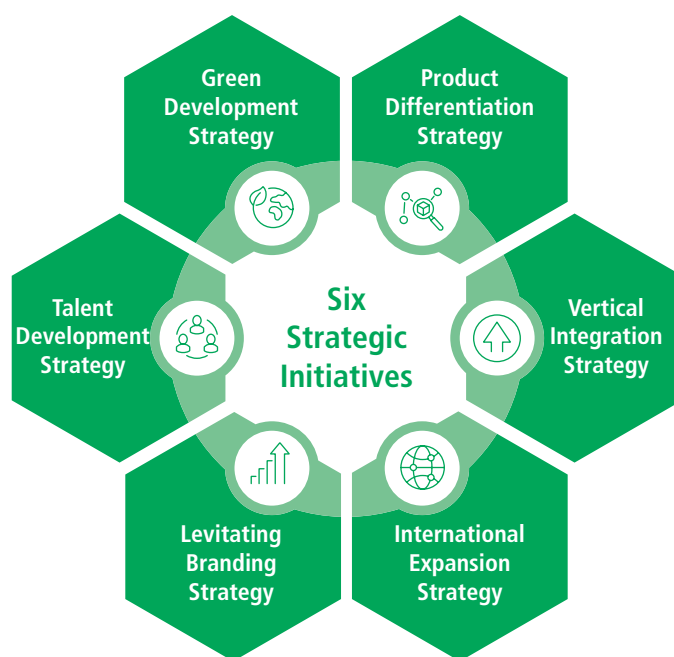 Green
Development
Strategy
Product
Differentiation
Strategy
Talent
Development
Strategy
Six
Strategic
Initiatives
Vertical
Integration
Strategy
Levitating
Branding
Strategy
International
Expansion
Strategy